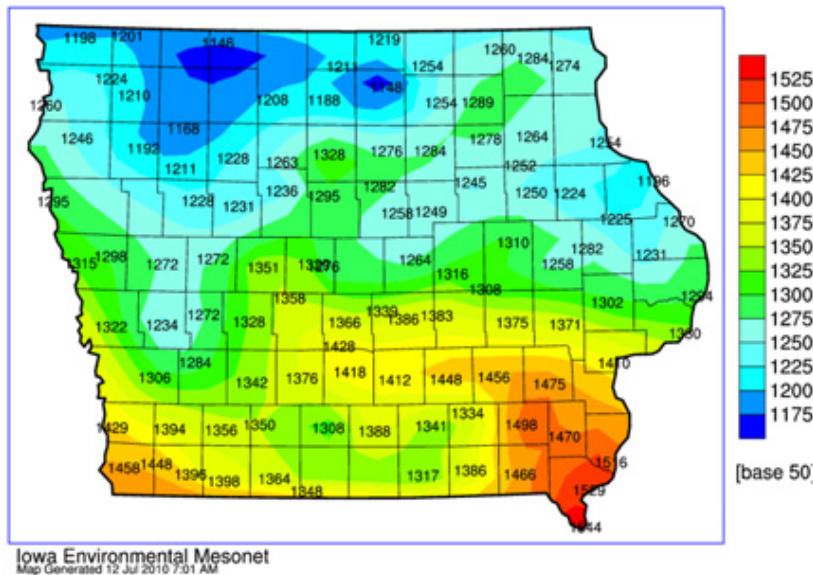 1198 1201 1146 1219 1260 1284 1274
1224 1211 1254
1210 1208 1188 1148 1254 1289
1260
1246 1168 1278 1264 1254
1193 1211 1228 1263 1328 1276 1284 1252
1295 1228 1231 1236 1295 1282 1245 1250 1224 1196
1258 1249 1225 1270
1315 1298 1272 1272 1351 1276 1264 1316 1310 1258 1282 1231
1358 1308 1302 1294
1322 1234 1272 1328 1366 1339 1386 1383 1375 1371 1330
1428 1410
1306 1284 1342 1376 1418 1412 1448 1456 1475
1429 1394 1356 1350 1308 1388 1341 1334 1498 1470
1458 1448 1395 1398 1364 1348 1317 1386 1466 1516
1529
1544
1525
1500
1475
1450
1425
1400
1375
1350
1325
1300
1275
1250
1225
1200
1175
[base 50]
Iowa Environmental Mesonet
Map Generated 12 Jul 2010 7:01 AM